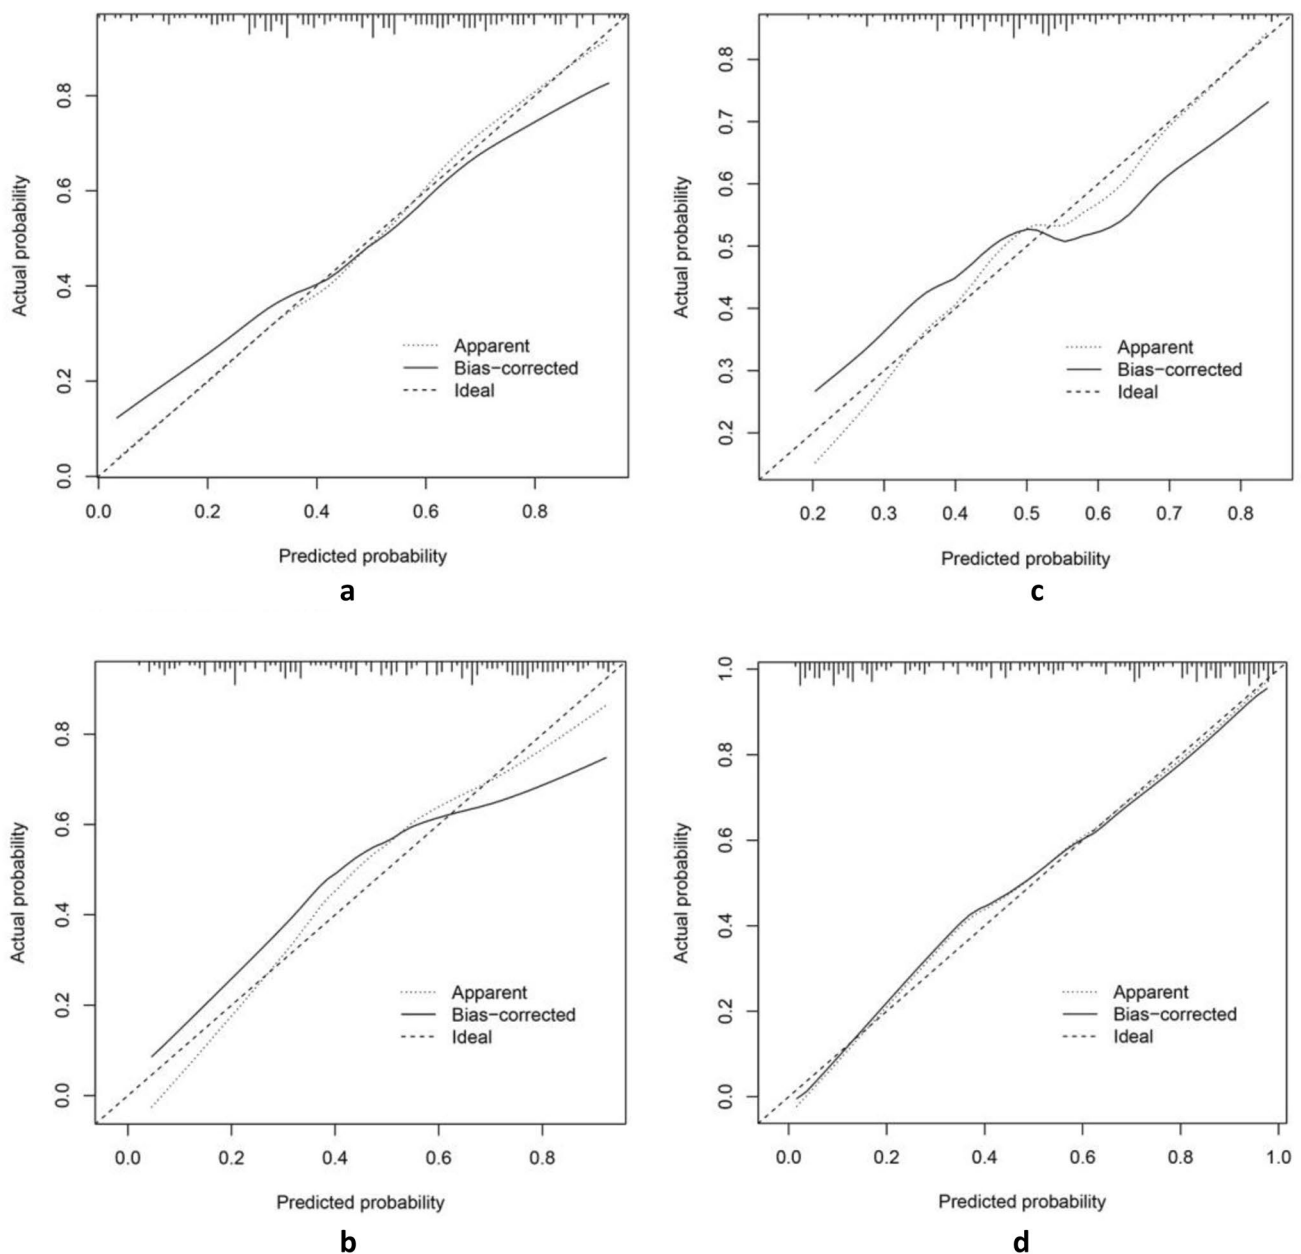 Actual probability
0.8
0.6
0.4
0.2
0.0
0.0 0.2 0.4 0.6 0.8
Apparent
Bias-corrected
Ideal
Predicted probability
a
Actual probability
0.8
0.7
0.6
0.5
0.4
0.3
0.2
0.2 0.3 0.4 0.5 0.6 0.7 0.8
Apparent
Bias-corrected
Ideal
Predicted probability
c
Actual probability
0.8
0.6
0.4
0.2
0.0
0.0 0.2 0.4 0.6 0.8
Apparent
Bias-corrected
Ideal
Predicted probability
b
Actual probability
1.0
0.8
0.6
0.4
0.2
0.0
0.0 0.2 0.4 0.6 0.8 1.0
Apparent
Bias-corrected
Ideal
Predicted probability
d